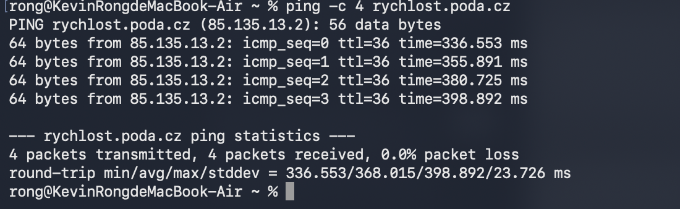 rong@KevinRongdeMacBook-Air ~ % ping -c 4 rychlost.poda.cz
PING rychlost.poda.cz (85.135.13.2): 56 data bytes
64 bytes from 85.135.13.2: icmp_seq=0 ttl=36 time=336.553 ms
64 bytes from 85.135.13.2: icmp_seq=1 ttl=36 time=355.891 ms
64 bytes from 85.135.13.2: icmp_seq=2 ttl=36 time=380.725 ms
64 bytes from 85.135.13.2: icmp_seq=3 ttl=36 time=398.892 ms

--- rychlost.poda.cz ping statistics ---
4 packets transmitted, 4 packets received, 0.0% packet loss
round-trip min/avg/max/stddev = 336.553/368.015/398.892/23.726 ms
rong@KevinRongdeMacBook-Air ~ %